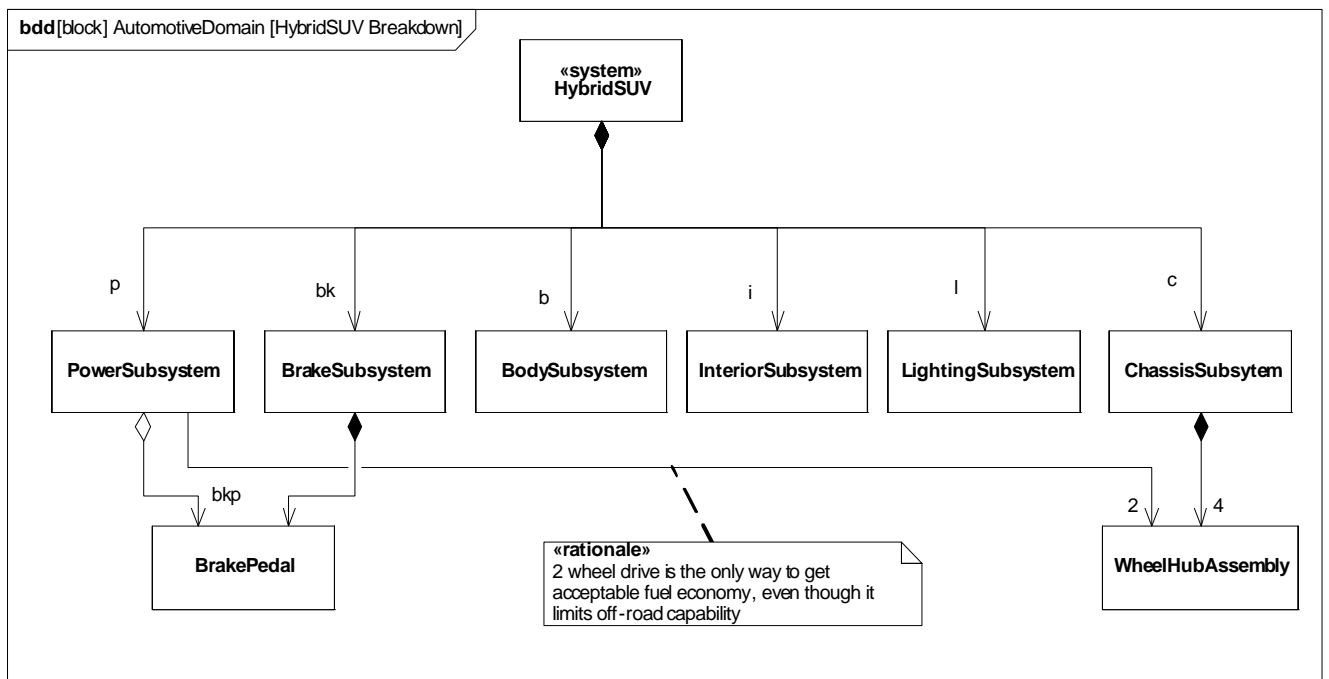 bdd[block] AutomotiveDomain [HybridSUV Breakdown]
«system»
HybridSUV
p
bk
b
i
l
c
PowerSubsystem
BrakeSubsystem
BodySubsystem
InteriorSubsystem
LightingSubsystem
ChassisSubsytem
bkp
2
4
BrakePedal
«rationale»
2 wheel drive is the only way to get
acceptable fuel economy, even though it
limits off-road capability
WheelHubAssembly